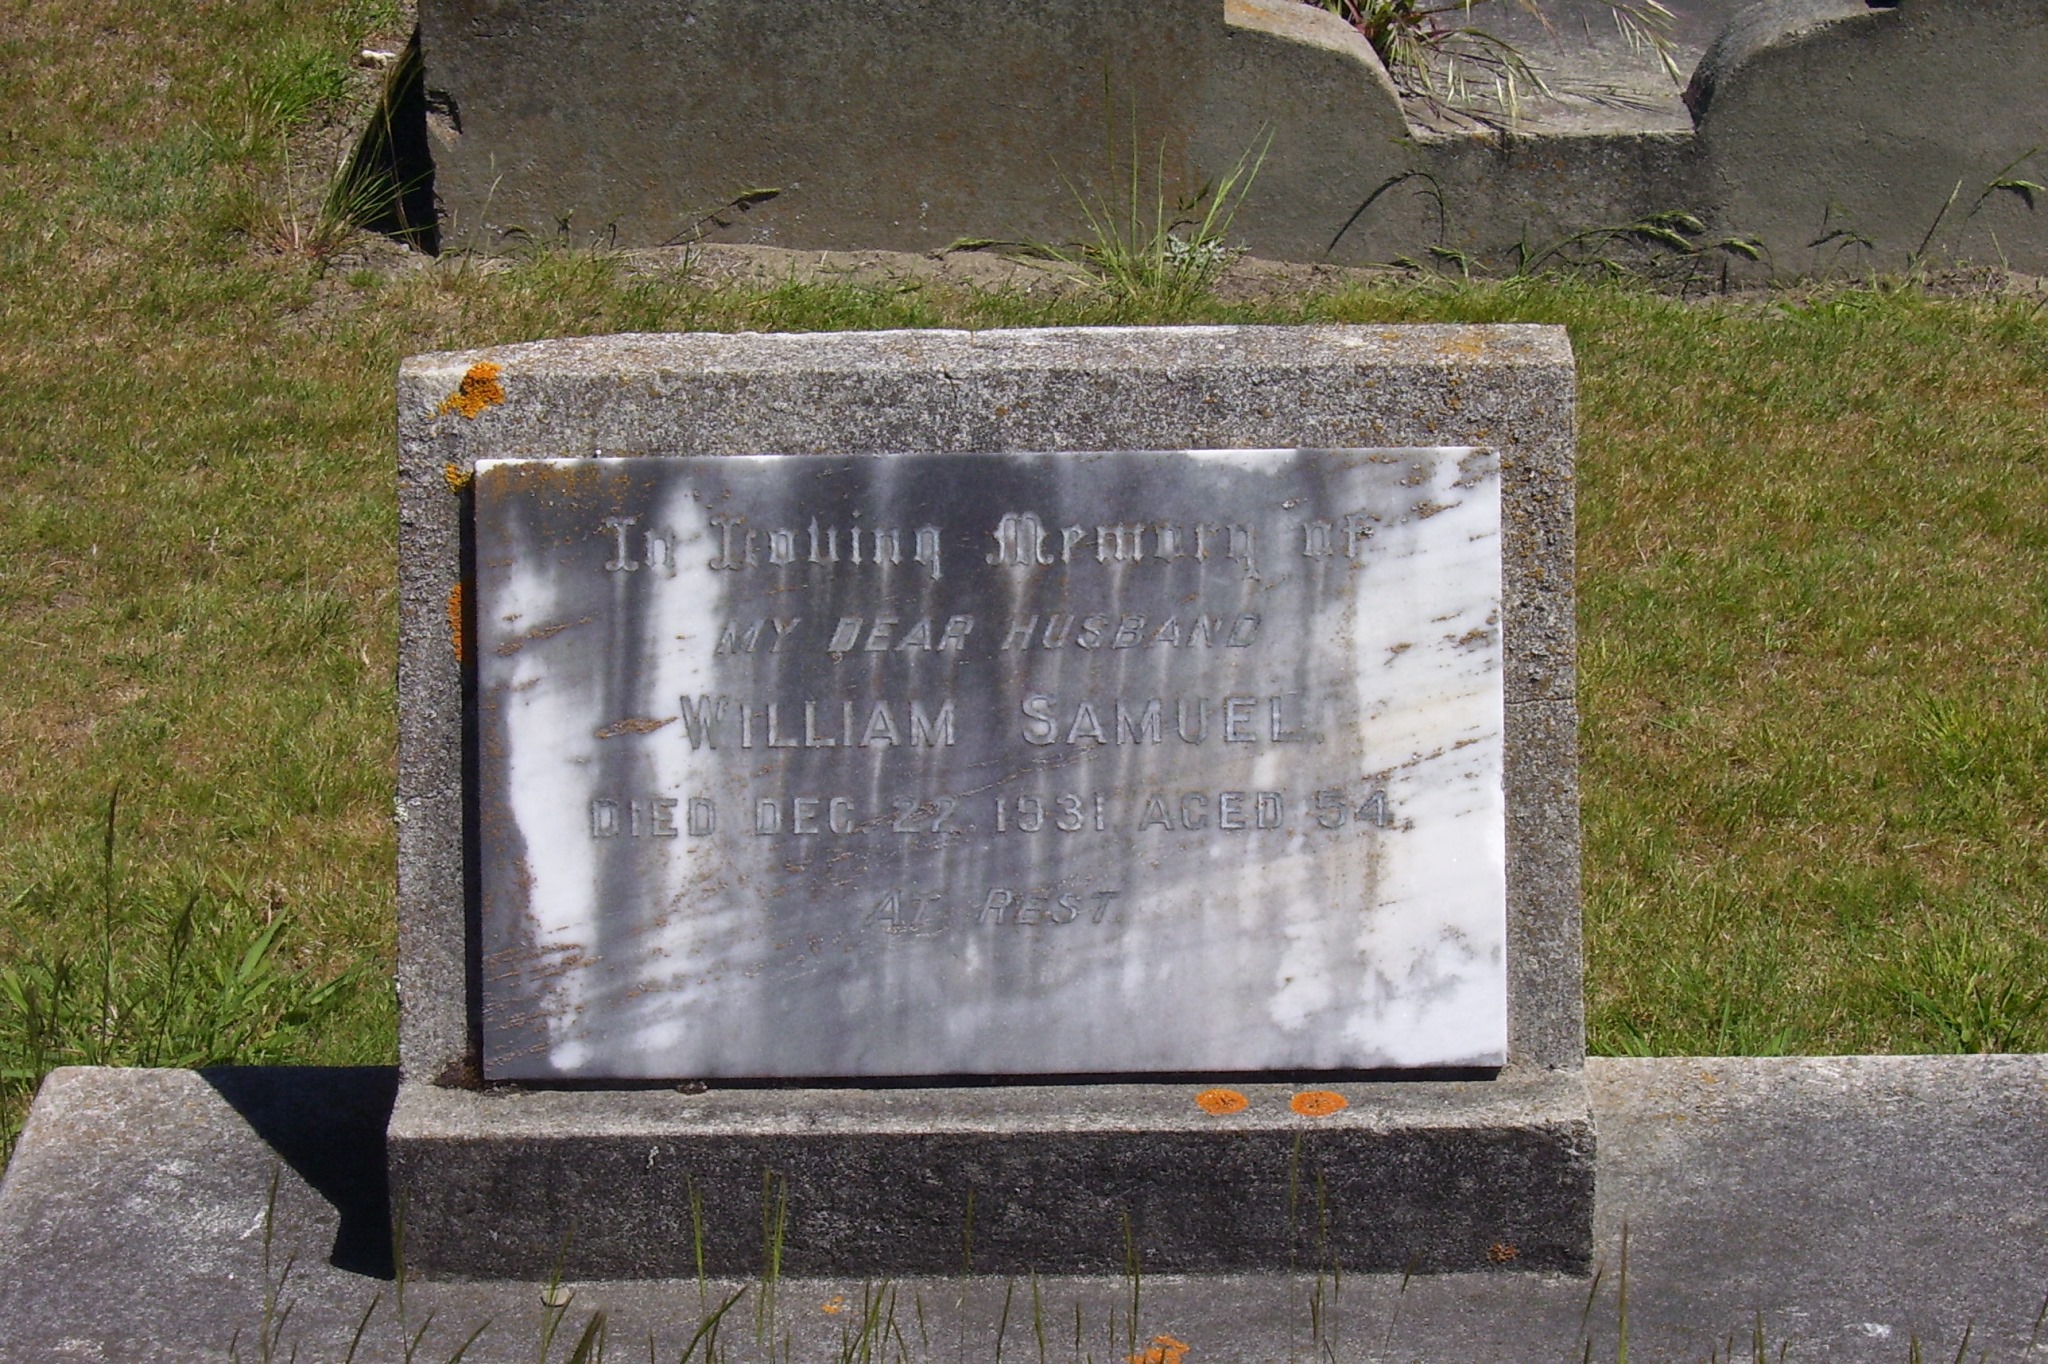 In Loving Memory of
MY DEAR HUSBAND
WILLIAM SAMUEL.
DIED DEC. 22. 1931, AGED 54.
AT REST